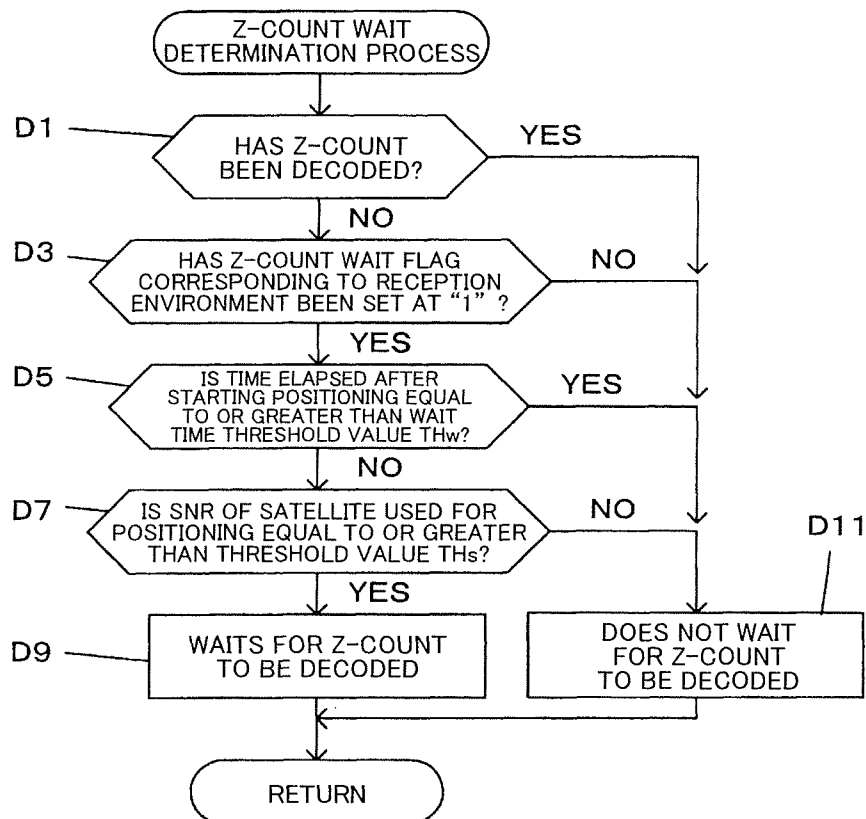 Z-COUNT WAIT
DETERMINATION PROCESS
D1
HAS Z-COUNT
BEEN DECODED?
YES
NO
D3
HAS Z-COUNT WAIT FLAG
CORRESPONDING TO RECEPTION
ENVIRONMENT BEEN SET AT "1" ?
NO
YES
D5
IS TIME ELAPSED AFTER
STARTING POSITIONING EQUAL
TO OR GREATER THAN WAIT
TIME THRESHOLD VALUE THw?
YES
NO
D7
IS SNR OF SATELLITE USED FOR
POSITIONING EQUAL TO OR GREATER
THAN THRESHOLD VALUE THs?
NO
YES
D9
WAITS FOR Z-COUNT
TO BE DECODED
D11
DOES NOT WAIT
FOR Z-COUNT
TO BE DECODED
RETURN